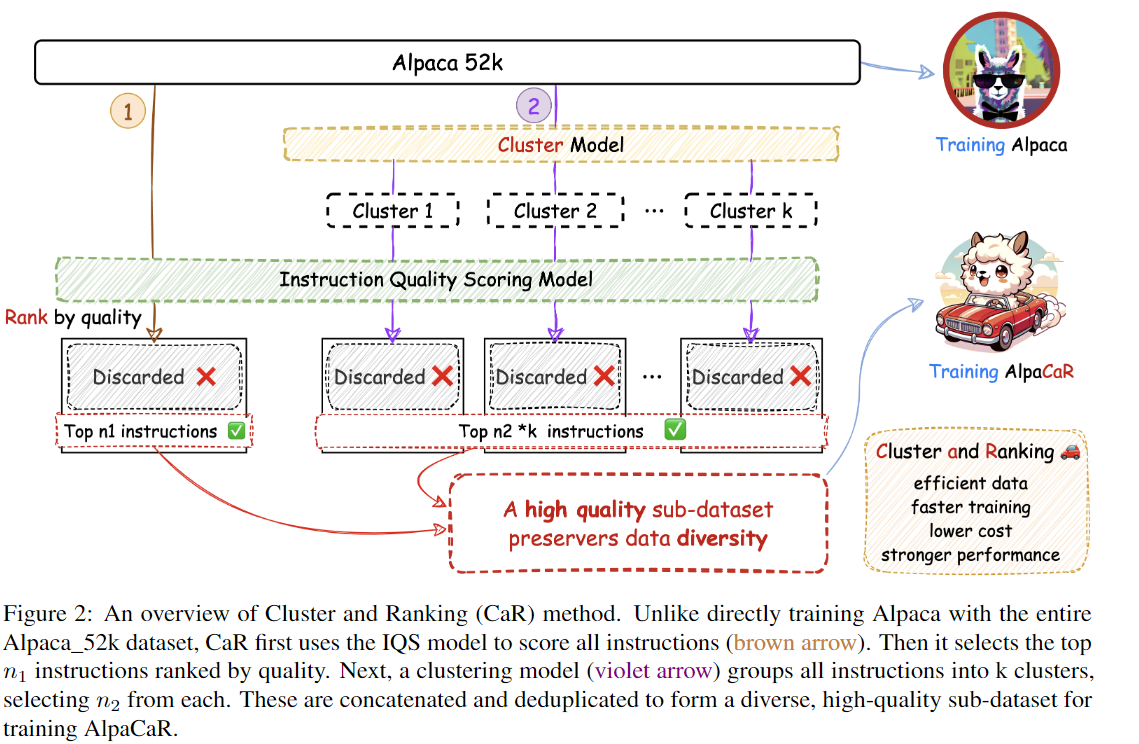 Alpaca 52k
1
2
Training Alpaca
Cluster Model
Cluster 1
Cluster 2
...
Cluster k
Instruction Quality Scoring Model
Rank by quality
Discarded
Discarded
Discarded
...
Discarded
Training AlpaCaR
Top n1 instructions
Top n2 *k instructions
A high quality sub-dataset
preservers data diversity
Cluster and Ranking
efficient data
faster training
lower cost
stronger performance
Figure 2: An overview of Cluster and Ranking (CaR) method. Unlike directly training Alpaca with the entire
Alpaca_52k dataset, CaR first uses the IQS model to score all instructions (brown arrow). Then it selects the top
n₁ instructions ranked by quality. Next, a clustering model (violet arrow) groups all instructions into k clusters,
selecting n₂ from each. These are concatenated and deduplicated to form a diverse, high-quality sub-dataset for
training AlpaCaR.